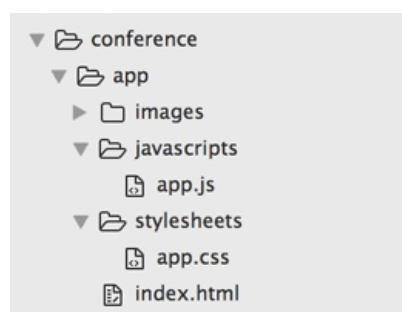 conference
app
images
javascripts
app.js
stylesheets
app.css
index.html